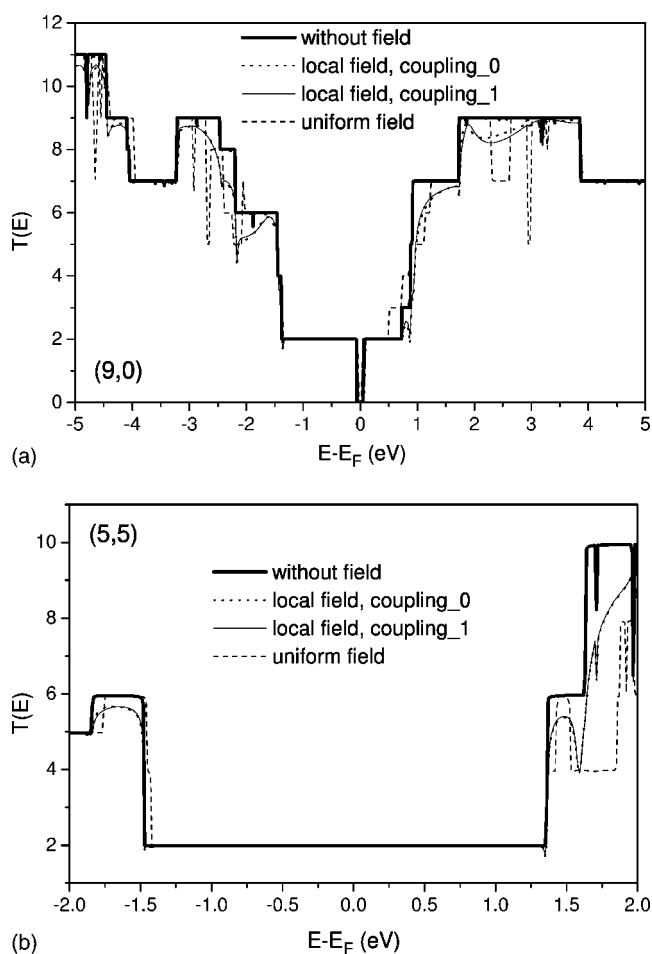 12
10
8
6
4
2
0
T(E)
without field
local field, coupling_0
local field, coupling_1
uniform field
(9,0)
-5 -4 -3 -2 -1 0 1 2 3 4 5
(a)
E-EF (eV)
10
8
6
4
2
T(E)
(5,5)
without field
local field, coupling_0
local field, coupling_1
uniform field
-2.0 -1.5 -1.0 -0.5 0.0 0.5 1.0 1.5 2.0
(b)
E-EF (eV)